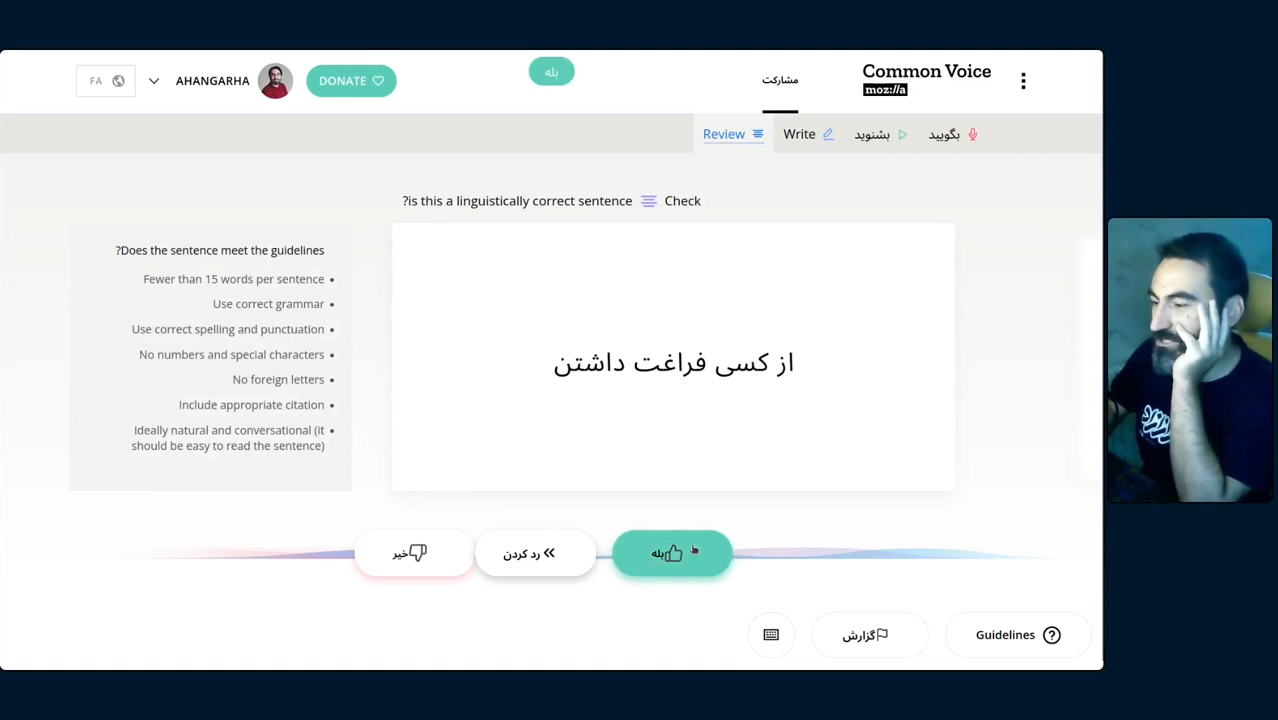 FA
AHANGARHA
DONATE
بله
مشارکت
Common Voice
moz://a
Review
Write
بشنوید
بگویید
?is this a linguistically correct sentence
Check
?Does the sentence meet the guidelines
Fewer than 15 words per sentence •
Use correct grammar •
Use correct spelling and punctuation •
No numbers and special characters •
No foreign letters •
Include appropriate citation •
Ideally natural and conversational (it •
should be easy to read the sentence)
از کسی فراغت داشتن
خیر
رد کردن
بله
گزارش
Guidelines